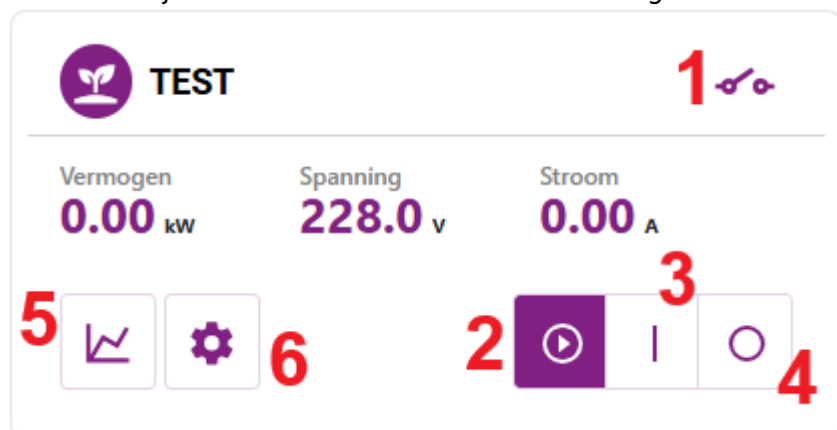 TEST
1
Vermogen Spanning Stroom
0.00 kW 228.0 V 0.00 A
3
5 6 2 4